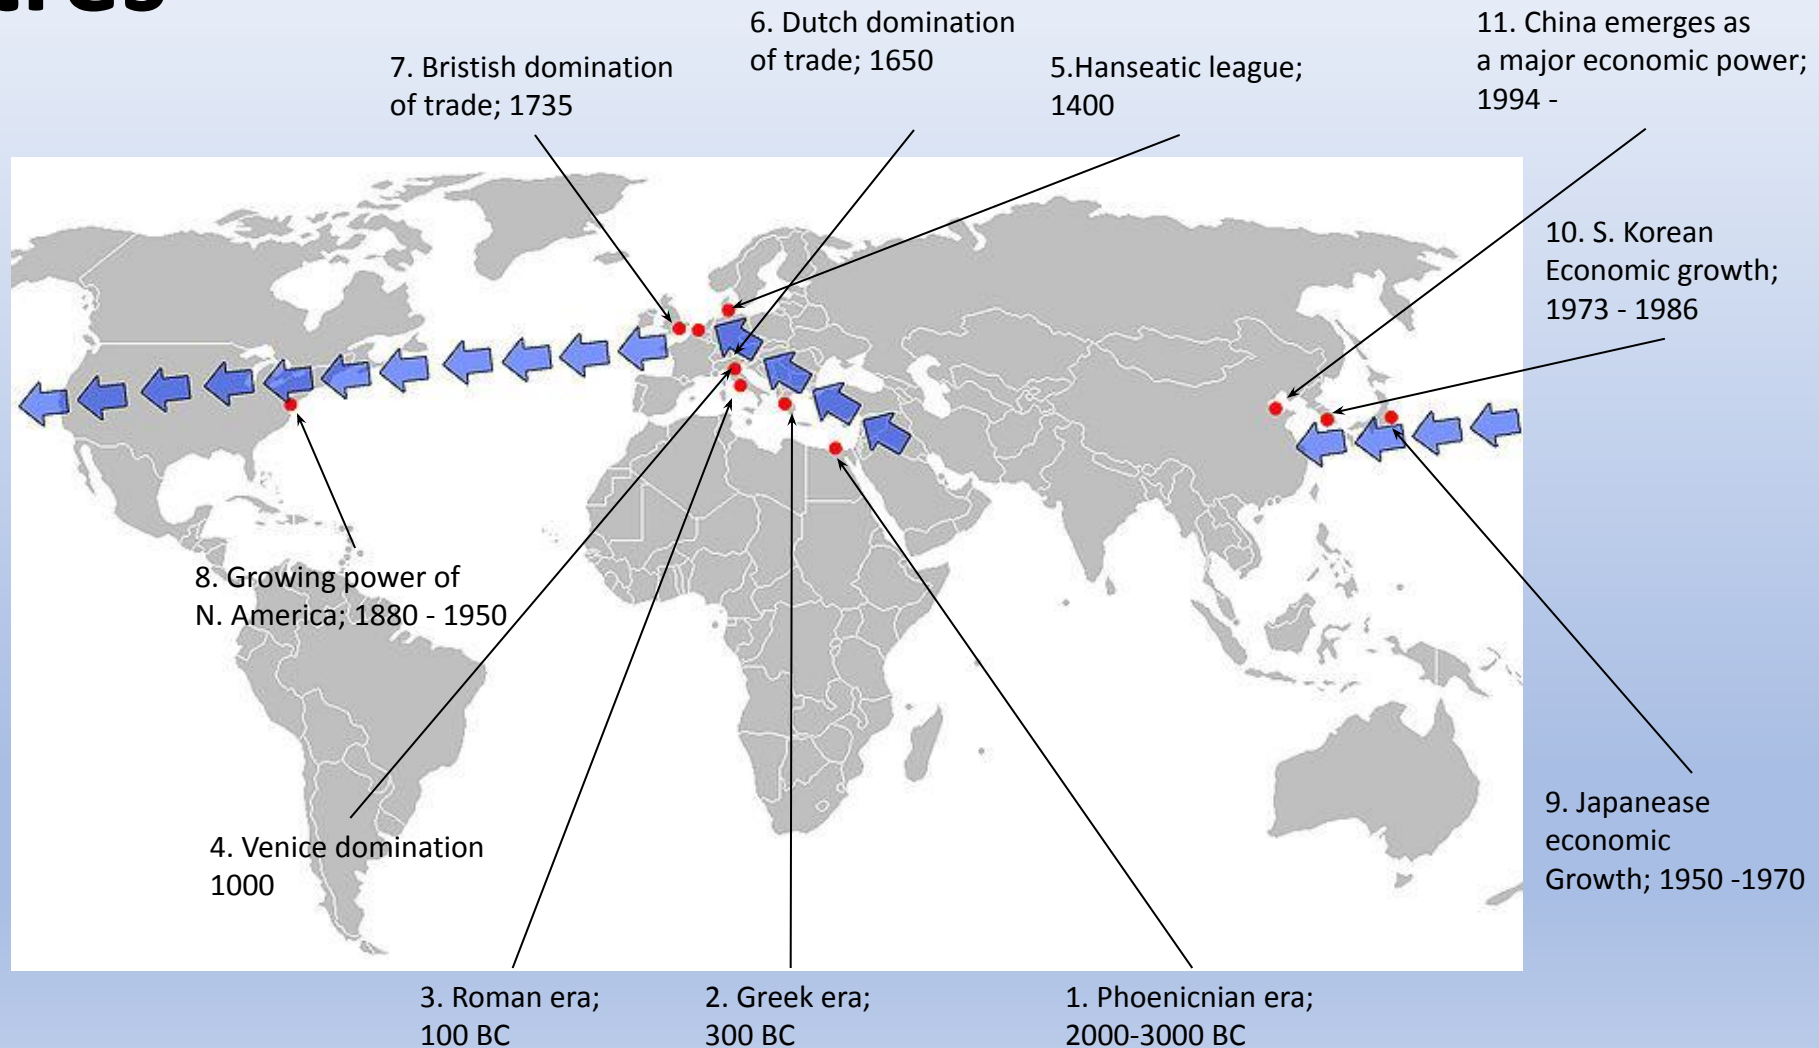 6. Dutch domination
of trade; 1650
11. China emerges as
a major economic power;
1994 -
7. Bristish domination
of trade; 1735
5.Hanseatic league;
1400
10. S. Korean
Economic growth;
1973 - 1986
8. Growing power of
N. America; 1880 - 1950
4. Venice domination
1000
9. Japanease
economic
Growth; 1950 -1970
3. Roman era;
100 BC
2. Greek era;
300 BC
1. Phoenicnian era;
2000-3000 BC